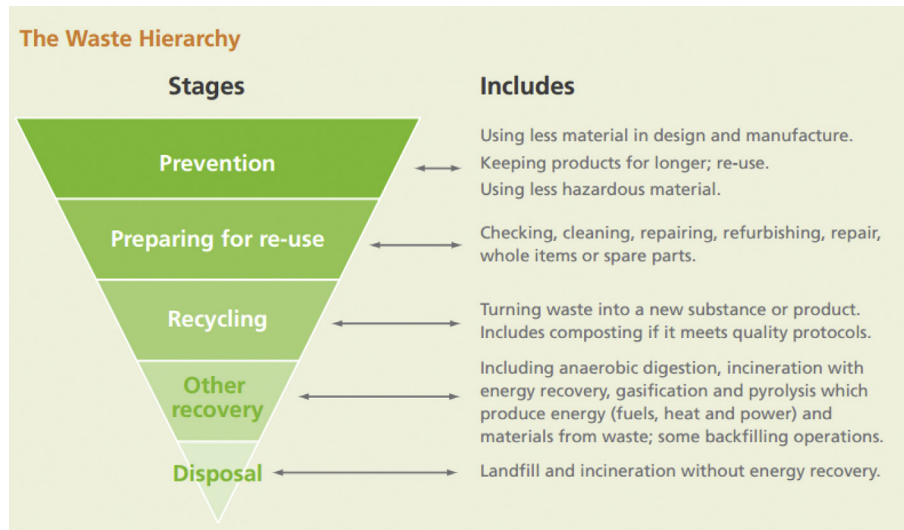 The Waste Hierarchy
Stages
Includes
Prevention
Using less material in design and manufacture.
Keeping products for longer; re-use.
Using less hazardous material.
Preparing for re-use
Checking, cleaning, repairing, refurbishing, repair,
whole items or spare parts.
Recycling
Turning waste into a new substance or product.
Includes composting if it meets quality protocols.
Other
recovery
Including anaerobic digestion, incineration with
energy recovery, gasification and pyrolysis which
produce energy (fuels, heat and power) and
materials from waste; some backfilling operations.
Disposal
Landfill and incineration without energy recovery.